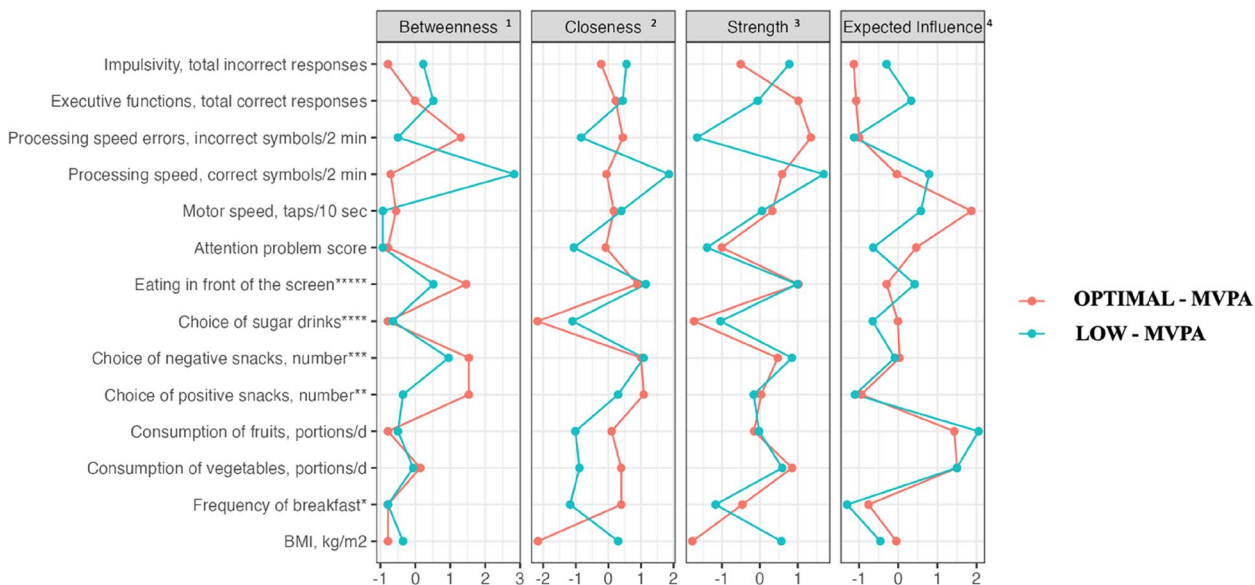 Betweenness 1
Closeness 2
Strength 3
Expected Influence 4
Impulsivity, total incorrect responses
Executive functions, total correct responses
Processing speed errors, incorrect symbols/2 min
Processing speed, correct symbols/2 min
Motor speed, taps/10 sec
Attention problem score
Eating in front of the screen*****
Choice of sugar drinks****
Choice of negative snacks, number***
Choice of positive snacks, number**
Consumption of fruits, portions/d
Consumption of vegetables, portions/d
Frequency of breakfast*
BMI, kg/m2
OPTIMAL - MVPA
LOW - MVPA
-1 0 1 2 3
-2 -1 0 1 2
-1 0 1
-1 0 1 2